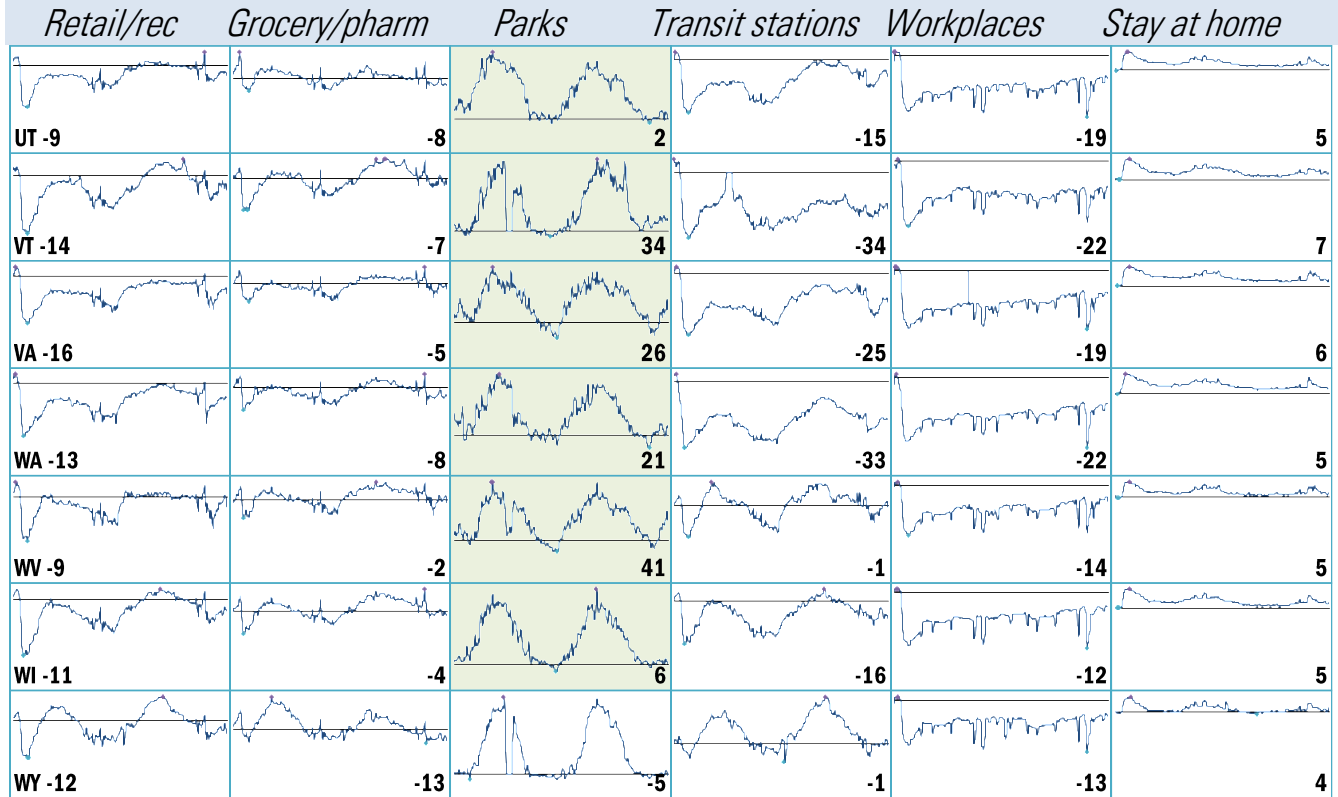 Retail/rec Grocery/pharm Parks Transit stations Workplaces Stay at home
UT -9 -8 2 -15 -19 5
VT -14 -7 34 -34 -22 7
VA -16 -5 26 -25 -19 6
WA -13 -8 21 -33 -22 5
WV -9 -2 41 -1 -14 5
WI -11 -4 6 -16 -12 5
WY -12 -13 -5 -1 -13 4